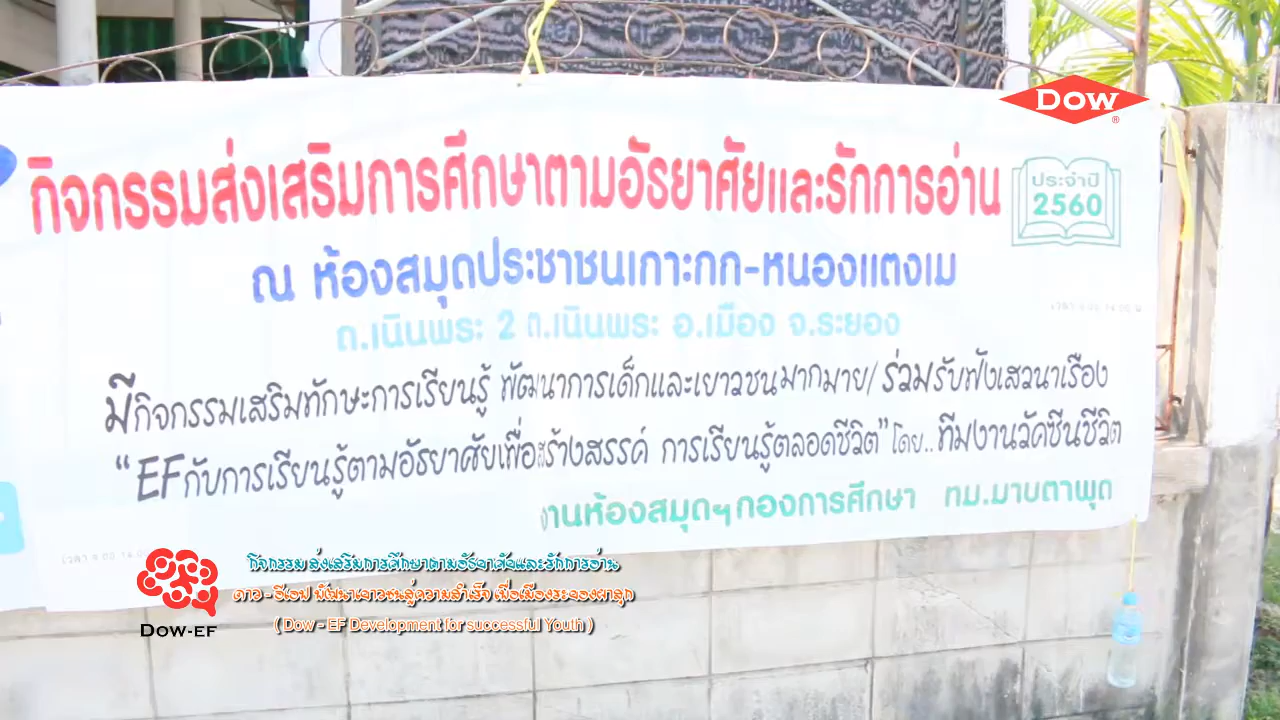 DOW
กิจกรรมส่งเสริมการศึกษาตามอัธยาศัยและรักการอ่าน
ประจำปี
2560
ณ ห้องสมุดประชาชนเกาะกก-หนองแตงเม
ถ.เนินพระ 2 ต.เนินพระ อ.เมือง จ.ระยอง
มีกิจกรรมเสริมทักษะการเรียนรู้ พัฒนาการเด็กและเยาวชนมากมาย/ร่วมรับฟังเสวนาเรื่อง
"EFกับการเรียนรู้ตามอัธยาศัยเพื่อสร้างสรรค์ การเรียนรู้ตลอดชีวิต"โดย..ทีมงานวัคซีนชีวิต
งานห้องสมุดฯกองการศึกษา ทม.มาบตาพุด
กิจกรรม ส่งเสริมการศึกษาตามอัธยาศัยและรักการอ่าน
ดาว - อีเอฟ พัฒนาเยาวชนสู่ความสำเร็จ เพื่อเมืองระยองผาสุก
( Dow - EF Development for successful Youth )
DOW-EF